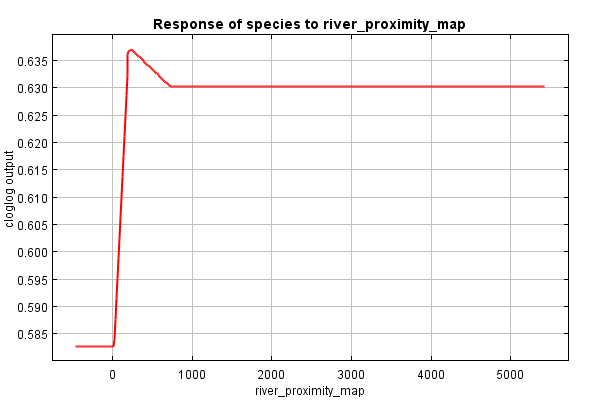 Response of species to river_proximity_map
cloglog output
0.635
0.630
0.625
0.620
0.615
0.610
0.605
0.600
0.595
0.590
0.585
0 1000 2000 3000 4000 5000
river_proximity_map